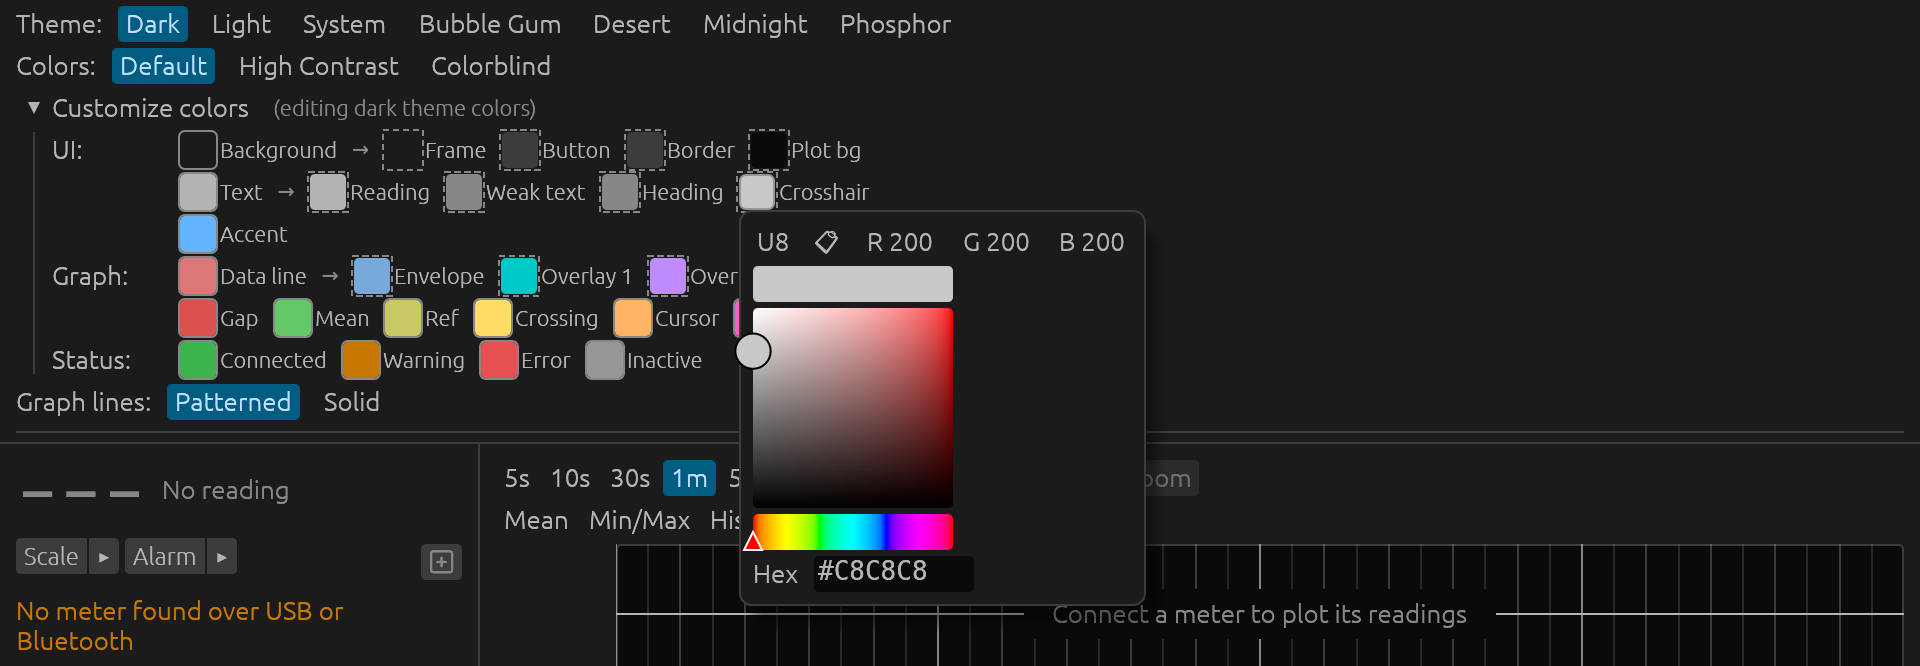 Theme: Dark Light System Bubble Gum Desert Midnight Phosphor
Colors: Default High Contrast Colorblind
▼ Customize colors (editing dark theme colors)
UI: Background → Frame Button Border Plot bg
Text → Reading Weak text Heading Crosshair
Accent
Graph: Data line → Envelope Overlay 1 Over
Gap Mean Ref Crossing Cursor
Status: Connected Warning Error Inactive
Graph lines: Patterned Solid
U8 R 200 G 200 B 200
Hex #C8C8C8
No reading
Scale ▸ Alarm ▸
No meter found over USB or
Bluetooth
5s 10s 30s 1m 5 oom
Mean Min/Max His
Connect a meter to plot its readings